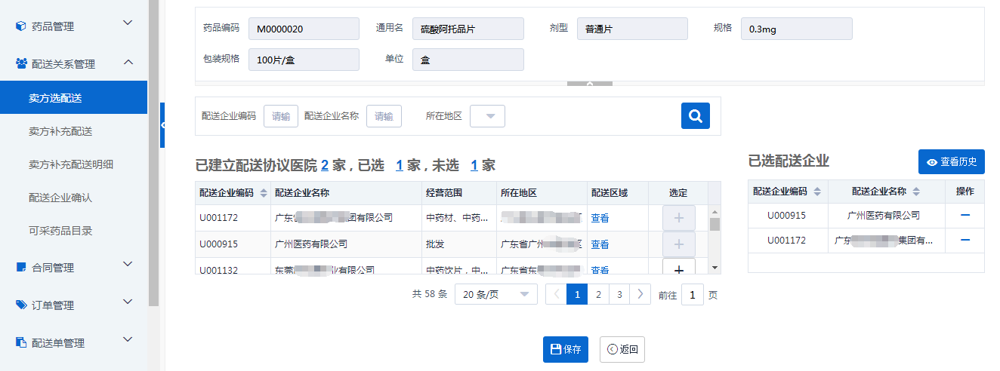 药品管理
配送关系管理
卖方选配送
卖方补充配送
卖方补充配送明细
配送企业确认
可采药品目录
合同管理
订单管理
配送单管理
药品编码 M0000020 通用名 硫酸阿托品片 剂型 普通片 规格 0.3mg
包装规格 100片/盒 单位 盒
配送企业编码 请输 配送企业名称 请输 所在地区
已建立配送协议医院 2 家 , 已选 1 家 , 未选 1 家
配送企业编码 配送企业名称 经营范围 所在地区 配送区域 选定
U001172 广东 集团有限公司 中药材、中药... 查看
U000915 广州医药有限公司 批发 广东省广州 区 查看
U001132 东莞 业有限公司 中药饮片，中... 广东省东 查看
共 58 条 20 条/页 1 2 3 前往 1 页
已选配送企业 查看历史
配送企业编码 配送企业名称 操作
U000915 广州医药有限公司
U001172 广东 集团有...
保存 返回